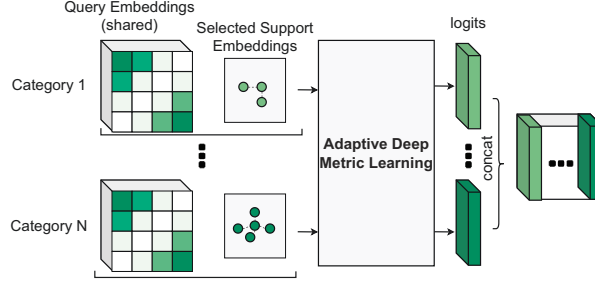 Query Embeddings
(shared)
Selected Support
Embeddings
logits
Category 1
Adaptive Deep
Metric Learning
concat
Category N